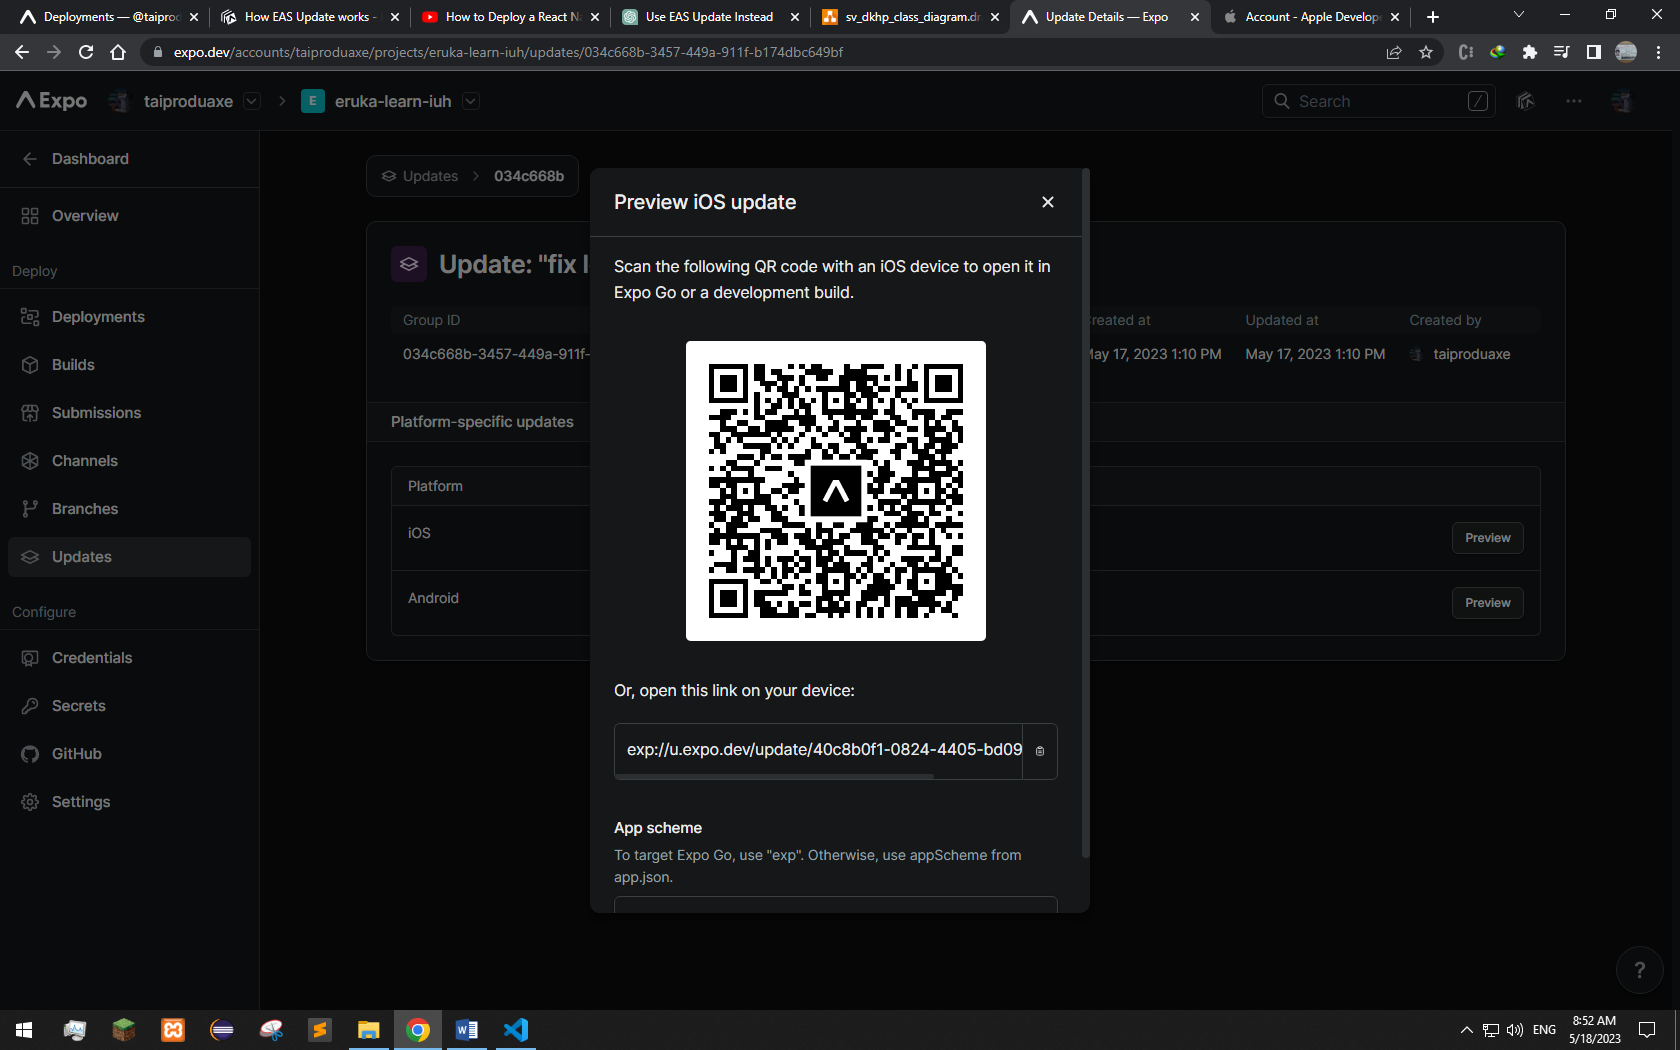 Deployments — @taiprod
How EAS Update works -
How to Deploy a React Na
Use EAS Update Instead
sv_dkhp_class_diagram.dr
Update Details — Expo
Account - Apple Develop
expo.dev/accounts/taiproduaxe/projects/eruka-learn-iuh/updates/034c668b-3457-449a-911f-b174dbc649bf
Expo
taiproduaxe
E
eruka-learn-iuh
Search
/
Dashboard
Overview
Deploy
Deployments
Builds
Submissions
Channels
Branches
Updates
Configure
Credentials
Secrets
GitHub
Settings
Updates
034c668b
Update: "fix l
Group ID
034c668b-3457-449a-911f-
reated at
May 17, 2023 1:10 PM
Updated at
May 17, 2023 1:10 PM
Created by
taiproduaxe
Platform-specific updates
Platform
iOS
Preview
Android
Preview
Preview iOS update
Scan the following QR code with an iOS device to open it in
Expo Go or a development build.
Or, open this link on your device:
exp://u.expo.dev/update/40c8b0f1-0824-4405-bd09
App scheme
To target Expo Go, use "exp". Otherwise, use appScheme from
app.json.
?
ENG
8:52 AM
5/18/2023